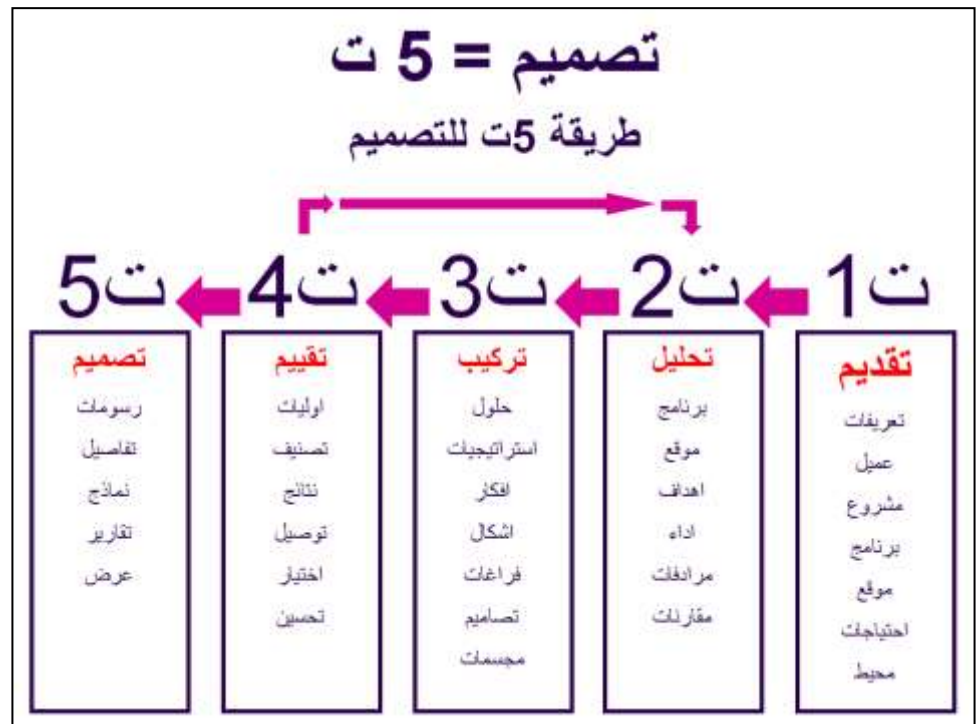 تصميم = 5 ت
طريقة 5ت للتصميم
ت1
ت2
ت3
ت4
ت5
تقديم
تعريفات
عميل
مشروع
برنامج
موقع
احتياجات
محيط
تحليل
برنامج
موقع
اهداف
اداء
مرادفات
مقارنات
تركيب
حلول
استراتيجيات
افكار
اشكال
فراغات
تصاميم
مجسمات
تقييم
اوليات
تصنيف
نتائج
توصيل
اختيار
تحسين
تصميم
رسومات
تفاصيل
نماذج
تقارير
عرض